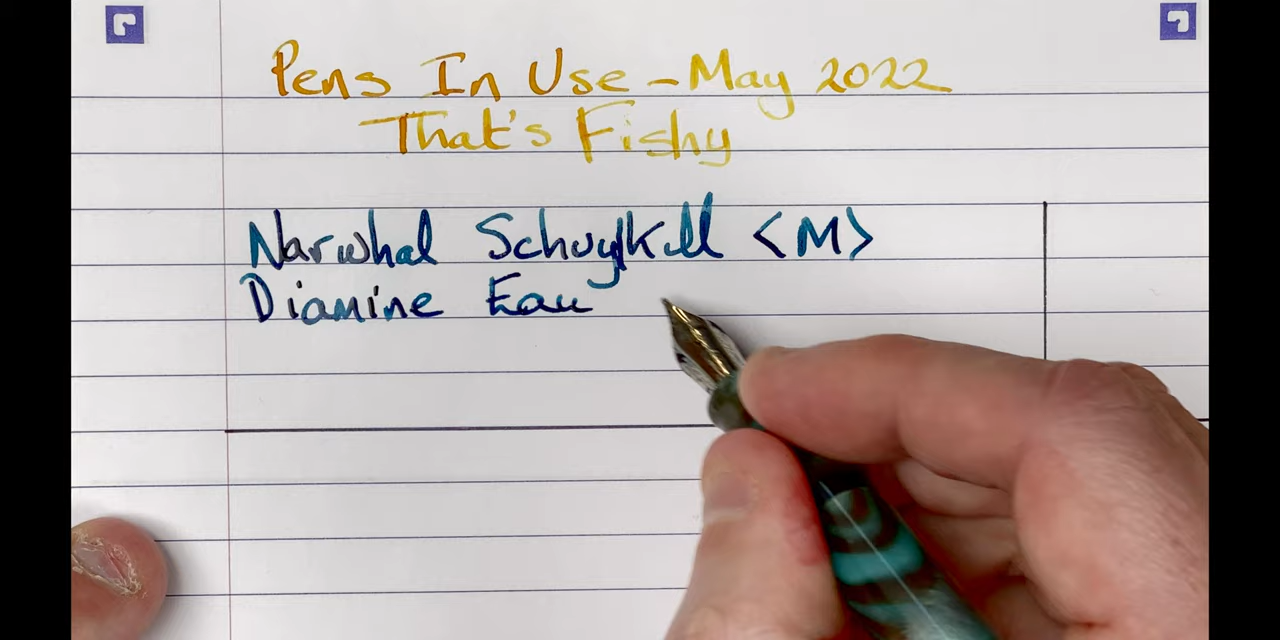 Pens In Use - May 2022
That's Fishy
Narwhal Schuylkill <M>
Diamine Eau